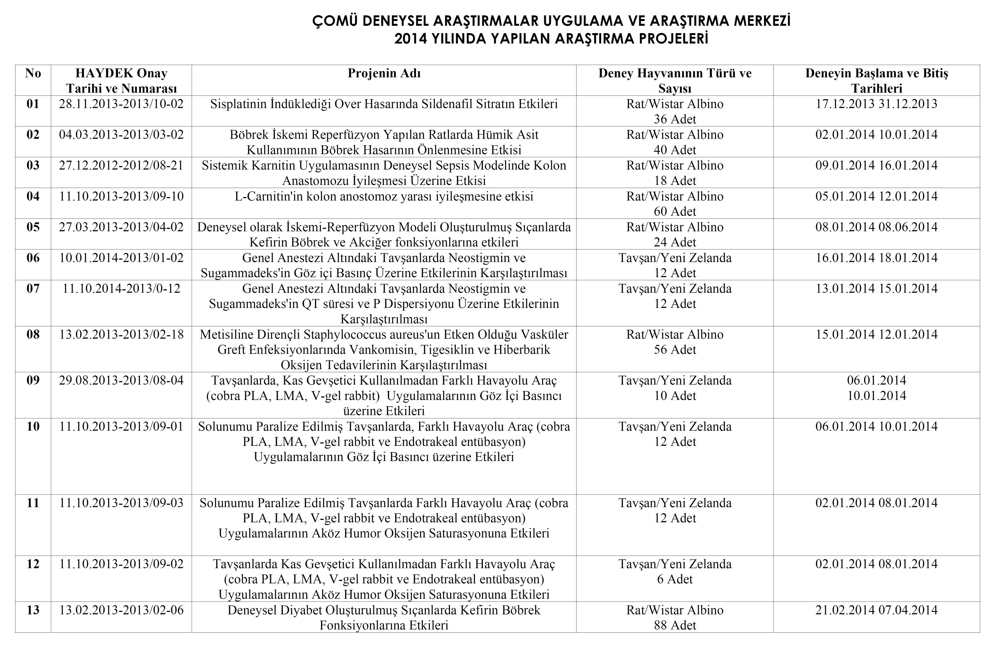 ÇOMÜ DENEYSEL ARAŞTIRMALAR UYGULAMA VE ARAŞTIRMA MERKEZİ
2014 YILINDA YAPILAN ARAŞTIRMA PROJELERİ
No HAYDEK Onay Projenin Adı Deney Hayvanının Türü ve Deneyin Başlama ve Bitiş
Tarihi ve Numarası Sayısı Tarihleri
01 28.11.2013-2013/10-02 Sisplatinin İndüklediği Over Hasarında Sildenafil Sitratın Etkileri Rat/Wistar Albino 17.12.2013 31.12.2013
36 Adet
02 04.03.2013-2013/03-02 Böbrek İskemi Reperfüzyon Yapılan Ratlarda Hümik Asit Rat/Wistar Albino 02.01.2014 10.01.2014
Kullanımının Böbrek Hasarının Önlenmesine Etkisi 40 Adet
03 27.12.2012-2012/08-21 Sistemik Karnitin Uygulamasının Deneysel Sepsis Modelinde Kolon Rat/Wistar Albino 09.01.2014 16.01.2014
Anastomozu İyileşmesi Üzerine Etkisi 18 Adet
04 11.10.2013-2013/09-10 L-Carnitin'in kolon anostomoz yarası iyileşmesine etkisi Rat/Wistar Albino 05.01.2014 12.01.2014
60 Adet
05 27.03.2013-2013/04-02 Deneysel olarak İskemi-Reperfüzyon Modeli Oluşturulmuş Sıçanlarda Rat/Wistar Albino 08.01.2014 08.06.2014
Kefirin Böbrek ve Akciğer fonksiyonlarına etkileri 24 Adet
06 10.01.2014-2013/01-02 Genel Anestezi Altındaki Tavşanlarda Neostigmin ve Tavşan/Yeni Zelanda 16.01.2014 18.01.2014
Sugammadeks'in Göz içi Basınç Üzerine Etkilerinin Karşılaştırılması 12 Adet
07 11.10.2014-2013/0-12 Genel Anestezi Altındaki Tavşanlarda Neostigmin ve Tavşan/Yeni Zelanda 13.01.2014 15.01.2014
Sugammadeks'in QT süresi ve P Dispersiyonu Üzerine Etkilerinin 12 Adet
Karşılaştırılması
08 13.02.2013-2013/02-18 Metisiline Dirençli Staphylococcus aureus'un Etken Olduğu Vasküler Rat/Wistar Albino 15.01.2014 12.01.2014
Greft Enfeksiyonlarında Vankomisin, Tigesiklin ve Hiberbarik 56 Adet
Oksijen Tedavilerinin Karşılaştırılması
09 29.08.2013-2013/08-04 Tavşanlarda, Kas Gevşetici Kullanılmadan Farklı Havayolu Araç Tavşan/Yeni Zelanda 06.01.2014
(cobra PLA, LMA, V-gel rabbit) Uygulamalarının Göz İçi Basıncı 10 Adet 10.01.2014
üzerine Etkileri
10 11.10.2013-2013/09-01 Solunumu Paralize Edilmiş Tavşanlarda, Farklı Havayolu Araç (cobra Tavşan/Yeni Zelanda 06.01.2014 10.01.2014
PLA, LMA, V-gel rabbit ve Endotrakeal entübasyon) 12 Adet
Uygulamalarının Göz İçi Basıncı üzerine Etkileri
11 11.10.2013-2013/09-03 Solunumu Paralize Edilmiş Tavşanlarda Farklı Havayolu Araç (cobra Tavşan/Yeni Zelanda 02.01.2014 08.01.2014
PLA, LMA, V-gel rabbit ve Endotrakeal entübasyon) 12 Adet
Uygulamalarının Aköz Humor Oksijen Saturasyonuna Etkileri
12 11.10.2013-2013/09-02 Tavşanlarda Kas Gevşetici Kullanılmadan Farklı Havayolu Araç Tavşan/Yeni Zelanda 02.01.2014 08.01.2014
(cobra PLA, LMA, V-gel rabbit ve Endotrakeal entübasyon) 6 Adet
Uygulamalarının Aköz Humor Oksijen Saturasyonuna Etkileri
13 13.02.2013-2013/02-06 Deneysel Diyabet Oluşturulmuş Sıçanlarda Kefirin Böbrek Rat/Wistar Albino 21.02.2014 07.04.2014
Fonksiyonlarına Etkileri 88 Adet